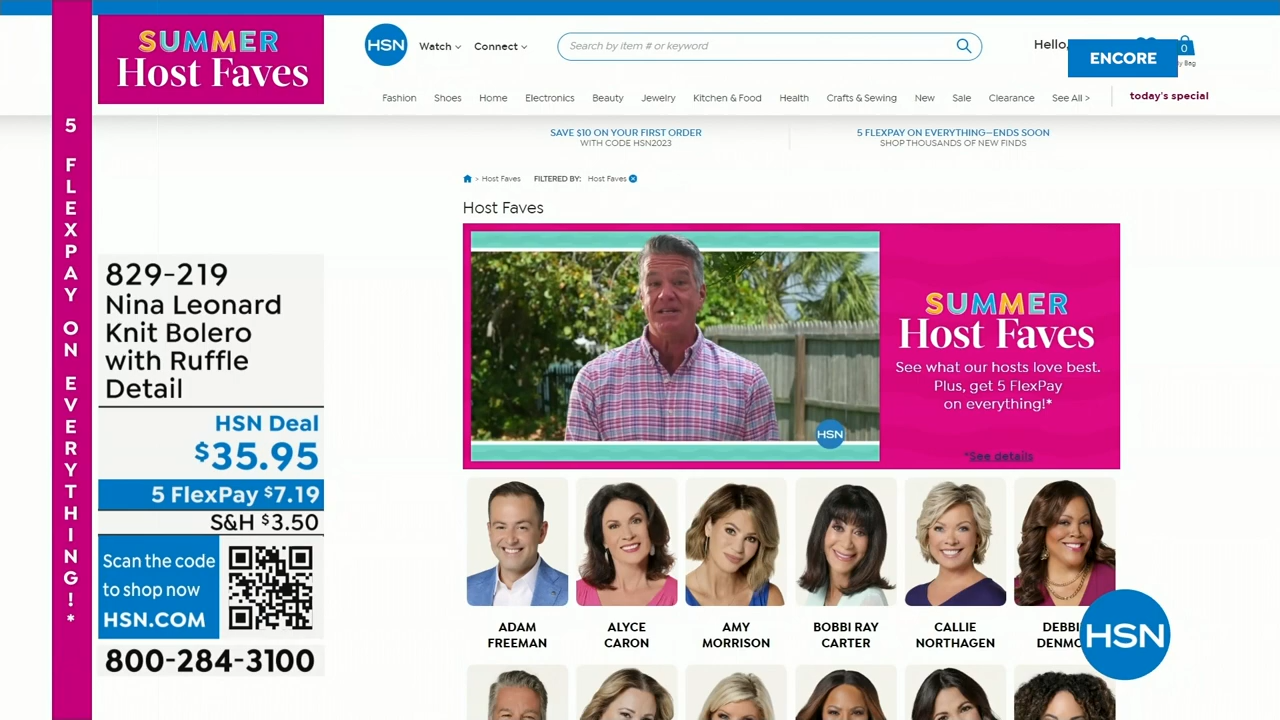 SUMMER
Host Faves
5 FLEXPAY ON EVERYTHING!*
829-219
Nina Leonard
Knit Bolero
with Ruffle
Detail
HSN Deal
$35.95
5 FlexPay $7.19
S&H $3.50
Scan the code
to shop now
HSN.COM
800-284-3100
HSN
Watch
Connect
Search by item # or keyword
Hello,
ENCORE
0
Bag
Fashion
Shoes
Home
Electronics
Beauty
Jewelry
Kitchen & Food
Health
Crafts & Sewing
New
Sale
Clearance
See All >
today's special
SAVE $10 ON YOUR FIRST ORDER
WITH CODE HSN2023
5 FLEXPAY ON EVERYTHING—ENDS SOON
SHOP THOUSANDS OF NEW FINDS
> Host Faves
FILTERED BY: Host Faves
Host Faves
HSN
SUMMER
Host Faves
See what our hosts love best.
Plus, get 5 FlexPay
on everything!*
*See details
ADAM
FREEMAN
ALYCE
CARON
AMY
MORRISON
BOBBI RAY
CARTER
CALLIE
NORTHAGEN
HSN